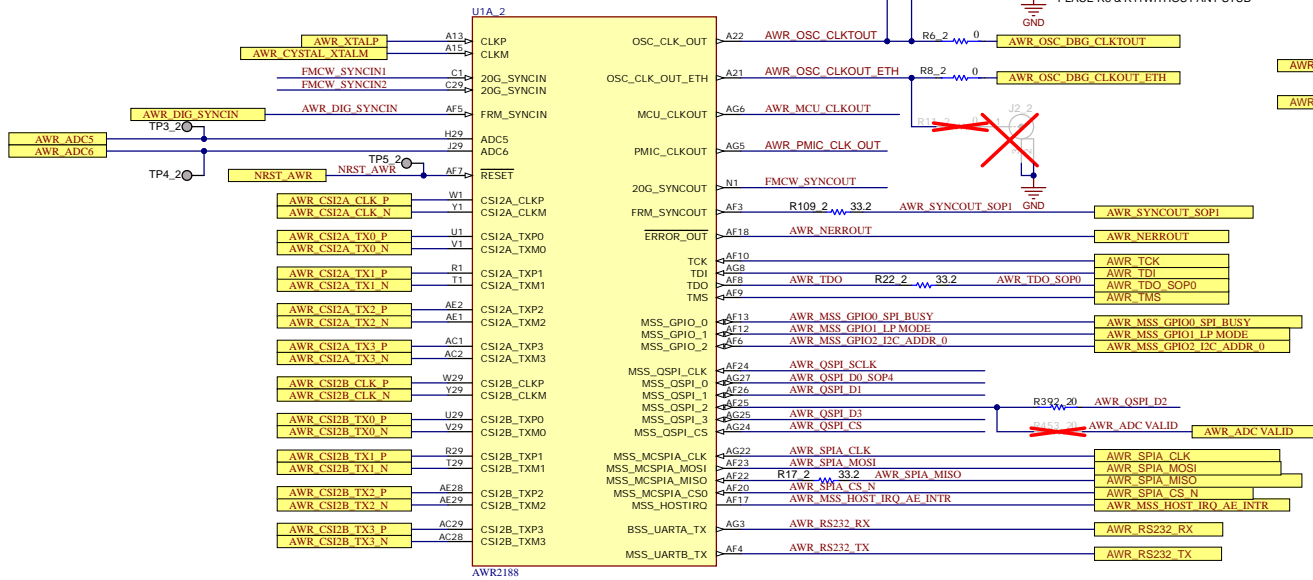 PLACE R8 & R11 WITHOUT ANY STUB
GND
U1A_2
AWR_XTALP A13 CLKP OSC_CLK_OUT A22 AWR_OSC_CLKTOUT R6_2 0 AWR_OSC_DBG_CLKTOUT
AWR_CYSTAL_XTALM A15 CLKM
AWR
FMCW_SYNCIN1 C1 20G_SYNCIN OSC_CLK_OUT_ETH A21 AWR_OSC_CLKOUT_ETH R8_2 0 AWR_OSC_DBG_CLKOUT_ETH
FMCW_SYNCIN2 C29 20G_SYNCIN
AWR
AWR_DIG_SYNCIN AWR_DIG_SYNCIN AF5 FRM_SYNCIN MCU_CLKOUT AG6 AWR_MCU_CLKOUT J2_2
TP3_2
AWR_ADC5 H29 ADC5
AWR_ADC6 J29 ADC6 PMIC_CLKOUT AG5 AWR_PMIC_CLK_OUT
TP5_2
TP4_2 NRST_AWR NRST_AWR AF7 RESET
20G_SYNCOUT N1 FMCW_SYNCOUT
GND
AWR_CSI2A_CLK_P W1 CSI2A_CLKP
AWR_CSI2A_CLK_N Y1 CSI2A_CLKM FRM_SYNCOUT AF3 R109_2 33.2 AWR_SYNCOUT_SOP1 AWR_SYNCOUT_SOP1
AWR_CSI2A_TX0_P U1 CSI2A_TXP0 ERROR_OUT AF18 AWR_NERROUT AWR_NERROUT
AWR_CSI2A_TX0_N V1 CSI2A_TXM0
TCK AF10 AWR_TCK
AWR_CSI2A_TX1_P R1 CSI2A_TXP1 TDI AG8 AWR_TDI
AWR_CSI2A_TX1_N T1 CSI2A_TXM1 TDO AF8 AWR_TDO R22_2 33.2 AWR_TDO_SOP0 AWR_TDO_SOP0
TMS AF9 AWR_TMS
AWR_CSI2A_TX2_P AE2 CSI2A_TXP2
AWR_CSI2A_TX2_N AE1 CSI2A_TXM2 MSS_GPIO_0 AF13 AWR_MSS_GPIO0_SPI_BUSY AWR_MSS_GPIO0_SPI_BUSY
MSS_GPIO_1 AF12 AWR_MSS_GPIO1_LP MODE AWR_MSS_GPIO1_LP MODE
AWR_CSI2A_TX3_P AC1 CSI2A_TXP3 MSS_GPIO_2 AF6 AWR_MSS_GPIO2_I2C_ADDR_0 AWR_MSS_GPIO2_I2C_ADDR_0
AWR_CSI2A_TX3_N AC2 CSI2A_TXM3
MSS_QSPI_CLK AF24 AWR_QSPI_SCLK
AWR_CSI2B_CLK_P W29 CSI2B_CLKP MSS_QSPI_0 AG27 AWR_QSPI_D0_SOP4
AWR_CSI2B_CLK_N Y29 CSI2B_CLKM MSS_QSPI_1 AF26 AWR_QSPI_D1
MSS_QSPI_2 AF25 R392_2 0 AWR_QSPI_D2
AWR_CSI2B_TX0_P U29 CSI2B_TXP0 MSS_QSPI_3 AG25 AWR_QSPI_D3
AWR_CSI2B_TX0_N V29 CSI2B_TXM0 MSS_QSPI_CS AG24 AWR_QSPI_CS R453_2 0 AWR_ADC VALID AWR_ADC VALID
AWR_CSI2B_TX1_P R29 CSI2B_TXP1 MSS_MCSPIA_CLK AG22 AWR_SPIA_CLK AWR_SPIA_CLK
AWR_CSI2B_TX1_N T29 CSI2B_TXM1 MSS_MCSPIA_MOSI AF23 AWR_SPIA_MOSI AWR_SPIA_MOSI
MSS_MCSPIA_MISO AF22 R17_2 33.2 AWR_SPIA_MISO AWR_SPIA_MISO
AWR_CSI2B_TX2_P AE28 CSI2B_TXP2 MSS_MCSPIA_CS0 AF20 AWR_SPIA_CS_N AWR_SPIA_CS_N
AWR_CSI2B_TX2_N AE29 CSI2B_TXM2 MSS_HOSTIRQ AF17 AWR_MSS_HOST_IRQ_AE_INTR AWR_MSS_HOST_IRQ_AE_INTR
AWR_CSI2B_TX3_P AC29 CSI2B_TXP3 BSS_UARTA_TX AG3 AWR_RS232_RX AWR_RS232_RX
AWR_CSI2B_TX3_N AC28 CSI2B_TXM3
MSS_UARTB_TX AF4 AWR_RS232_TX AWR_RS232_TX
AWR2188